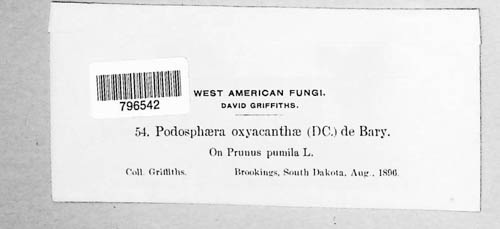 WEST AMERICAN FUNGI.
DAVID GRIFFITHS.
796542
54. Podosphæra oxyacanthæ (DC.) de Bary.
On Prunus pumila L.
Coll. Griffiths. Brookings, South Dakota, Aug., 1896.